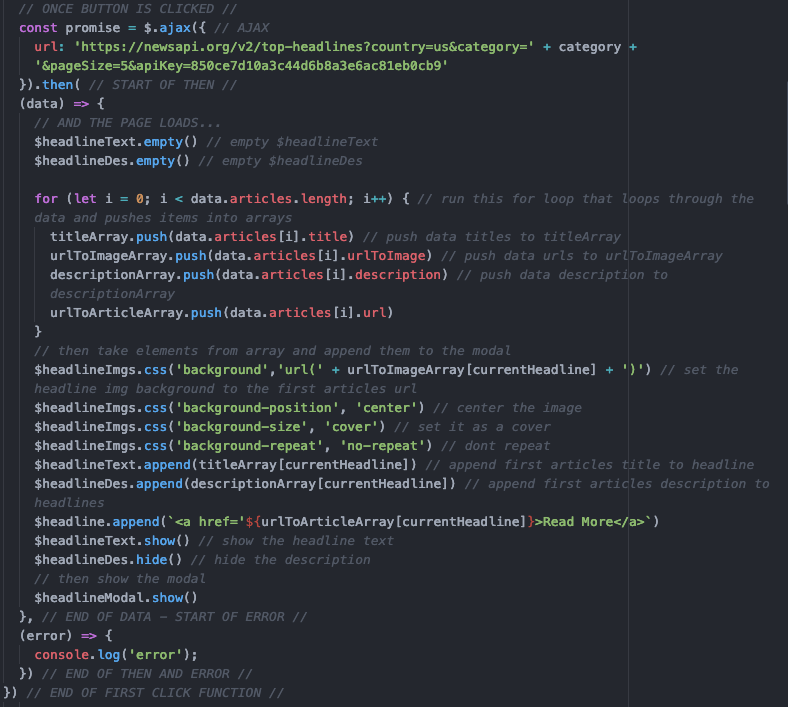 // ONCE BUTTON IS CLICKED //
const promise = $.ajax({ // AJAX
url: 'https://newsapi.org/v2/top-headlines?country=us&category=' + category +
'&pageSize=5&apiKey=850ce7d10a3c44d6b8a3e6ac81eb0cb9'
}).then( // START OF THEN //
(data) => {
// AND THE PAGE LOADS...
$headlineText.empty() // empty $headlineText
$headlineDes.empty() // empty $headlineDes
for (let i = 0; i < data.articles.length; i++) { // run this for loop that loops through the
data and pushes items into arrays
titleArray.push(data.articles[i].title) // push data titles to titleArray
urlToImageArray.push(data.articles[i].urlToImage) // push data urls to urlToImageArray
descriptionArray.push(data.articles[i].description) // push data description to
descriptionArray
urlToArticleArray.push(data.articles[i].url)
}
// then take elements from array and append them to the modal
$headlineImgs.css('background','url(' + urlToImageArray[currentHeadline] + ')') // set the
headline img background to the first articles url
$headlineImgs.css('background-position', 'center') // center the image
$headlineImgs.css('background-size', 'cover') // set it as a cover
$headlineImgs.css('background-repeat', 'no-repeat') // dont repeat
$headlineText.append(titleArray[currentHeadline]) // append first articles title to headline
$headlineDes.append(descriptionArray[currentHeadline]) // append first articles description to
headlines
$headline.append(`<a href='${urlToArticleArray[currentHeadline]}>Read More</a>`)
$headlineText.show() // show the headline text
$headlineDes.hide() // hide the description
// then show the modal
$headlineModal.show()
}, // END OF DATA – START OF ERROR //
(error) => {
console.log('error');
}) // END OF THEN AND ERROR //
}) // END OF FIRST CLICK FUNCTION //